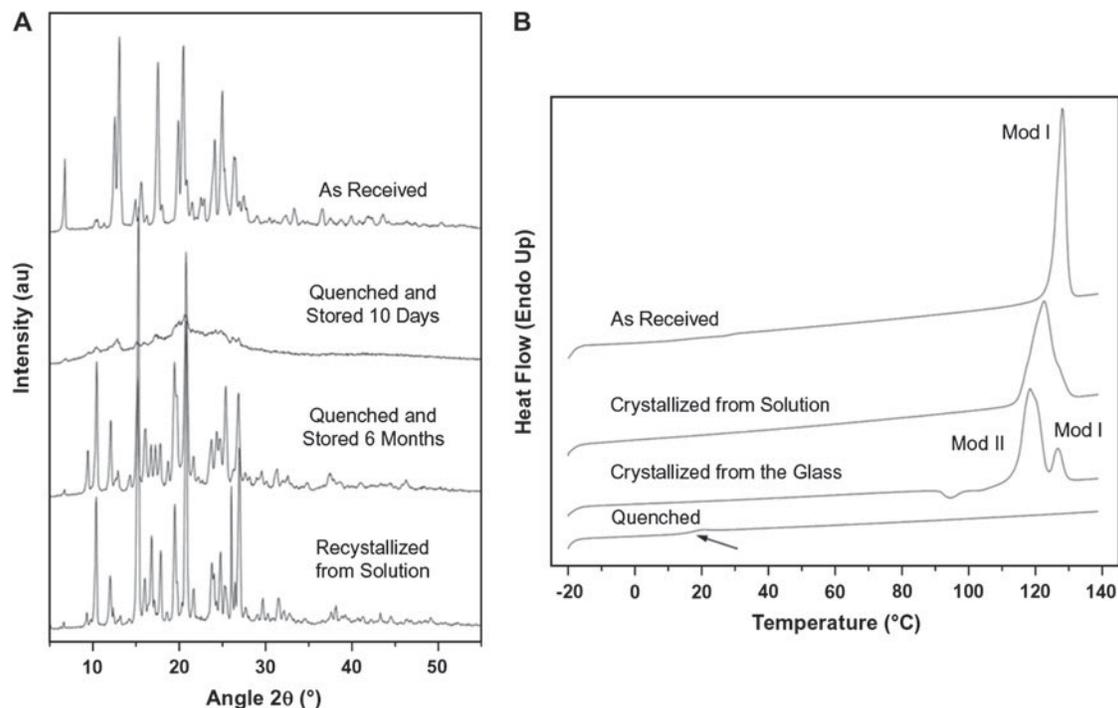 A
Intensity (au)
As Received
Quenched and
Stored 10 Days
Quenched and
Stored 6 Months
Recystallized
from Solution
10 20 30 40 50
Angle 2θ (°)
B
Heat Flow (Endo Up)
Mod I
As Received
Crystallized from Solution
Mod II
Mod I
Crystallized from the Glass
Quenched
-20 0 20 40 60 80 100 120 140
Temperature (°C)